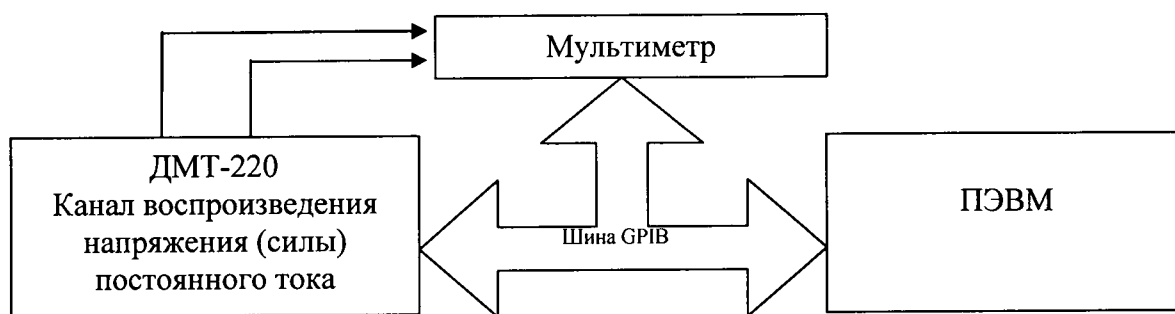 Мультиметр
ДМТ-220
Канал воспроизведения
напряжения (силы)
постоянного тока
Шина GPIB
ПЭВМ